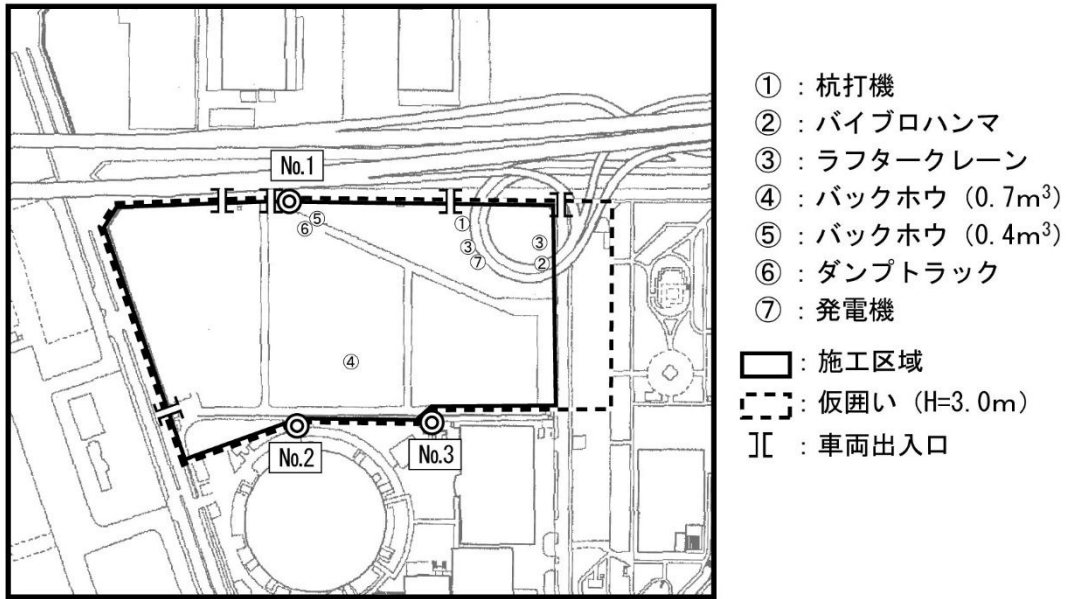 No.1
⑤
⑥
①
③
⑦
③
②
④
No.2
No.3
① : 杭打機
② : バイブロハンマ
③ : ラフタークレーン
④ : バックホウ (0.7m³)
⑤ : バックホウ (0.4m³)
⑥ : ダンプトラック
⑦ : 発電機
: 施工区域
: 仮囲い (H=3.0m)
: 車両出入口